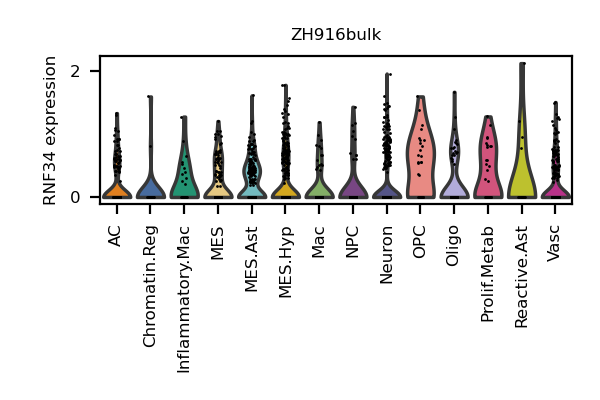 ZH916bulk
RNF34 expression
2
0
AC
Chromatin.Reg
Inflammatory.Mac
MES
MES.Ast
MES.Hyp
Mac
NPC
Neuron
OPC
Oligo
Prolif.Metab
Reactive.Ast
Vasc